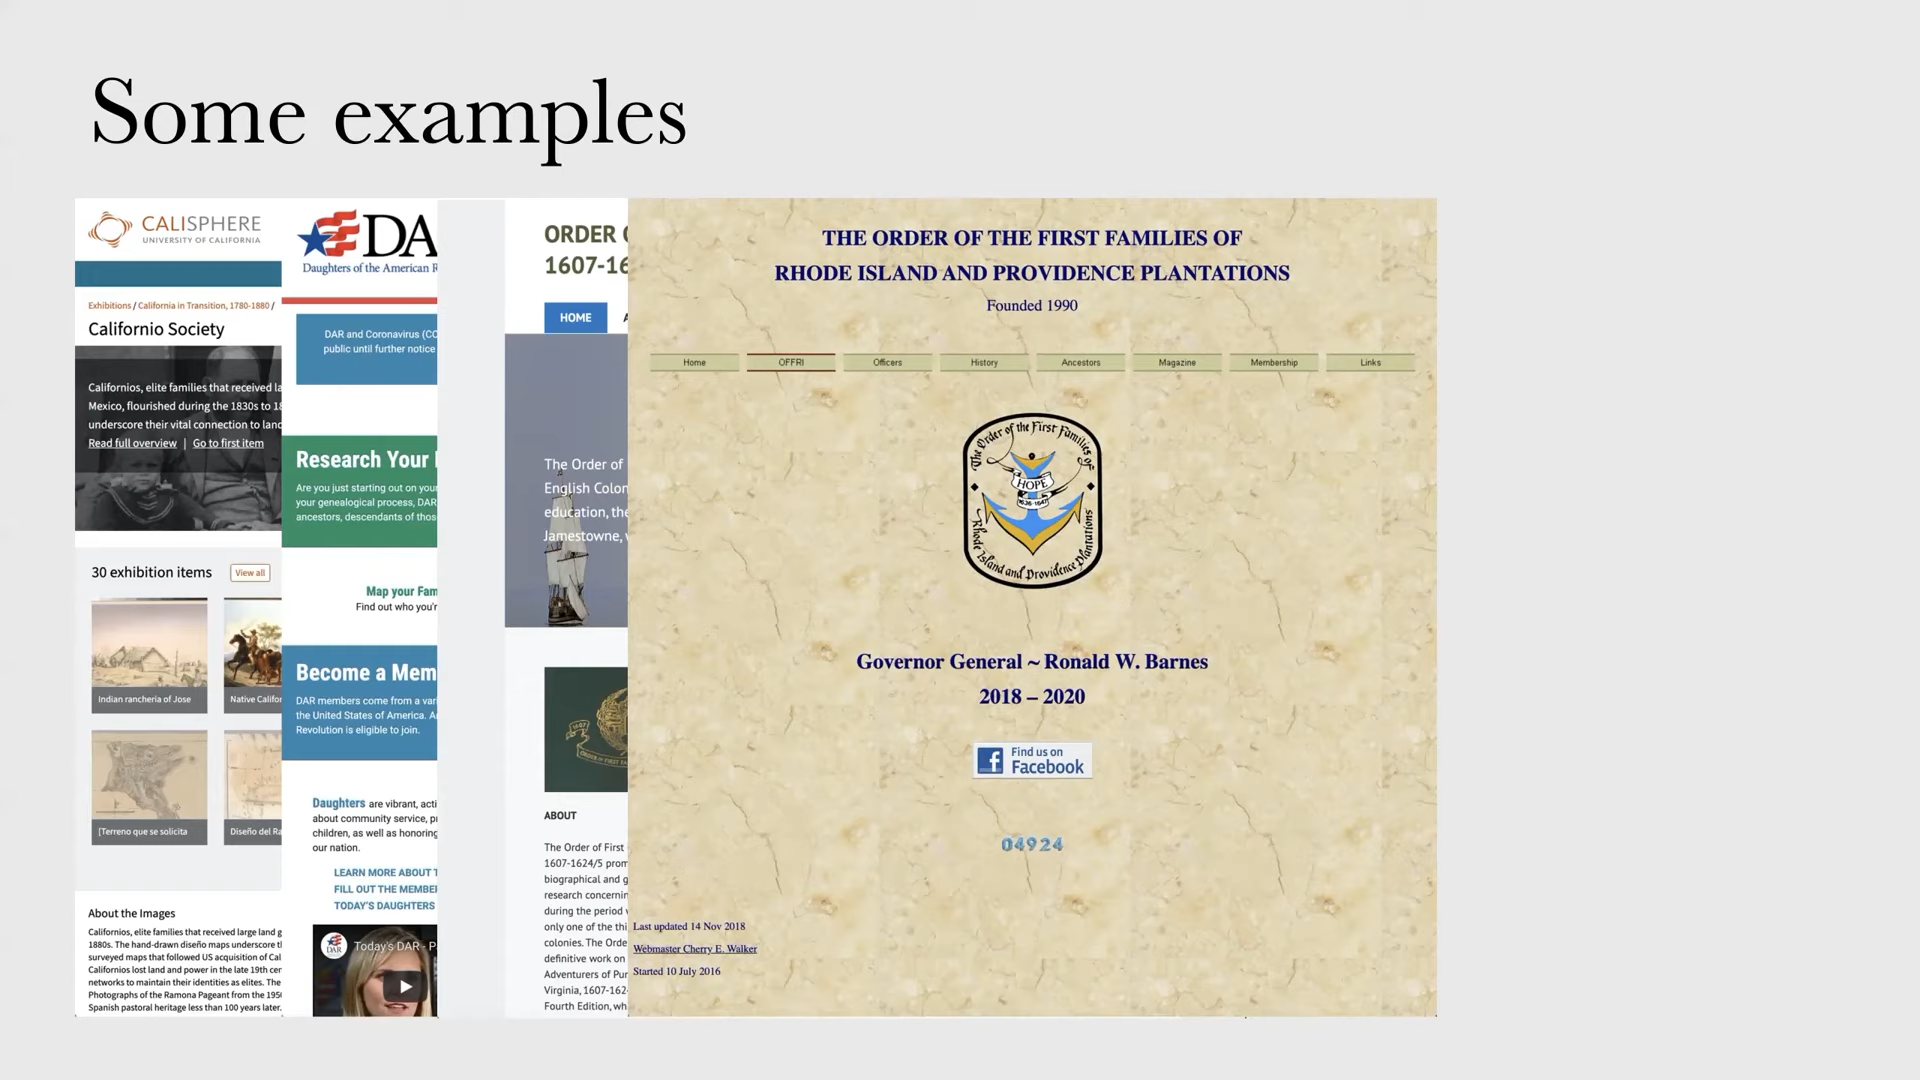 Some examples
CALISPHERE
UNIVERSITY OF CALIFORNIA
Exhibitions / California in Transition, 1780-1880 /
Californio Society
Californios, elite families that received la
Mexico, flourished during the 1830s to 18
underscore their vital connection to land
Read full overview | Go to first item
30 exhibition items
View all
Indian rancheria of Jose
Native Califor
[Terreno que se solicita
Diseño del Ra
About the Images
Californios, elite families that received large land g
1880s. The hand-drawn diseño maps underscore th
surveyed maps that followed US acquisition of Cal
Californios lost land and power in the late 19th cen
networks to maintain their identities as elites. The
Photographs of the Ramona Pageant from the 195
Spanish pastoral heritage less than 100 years later.
DA
Daughters of the American R
DAR and Coronavirus (CO
public until further notice
Research Your
Are you just starting out on your
your genealogical process, DAR
ancestors, descendants of thos
Map your Fam
Find out who you'r
Become a Mem
DAR members come from a vari
the United States of America. A
Revolution is eligible to join.
Daughters are vibrant, acti
about community service, pr
children, as well as honoring
our nation.
LEARN MORE ABOUT T
FILL OUT THE MEMBE
TODAY'S DAUGHTERS
DAR
Today's DAR - P
ORDER
1607-16
HOME
The Order of
English Colon
education, the
Jamestowne,
1607
ORDER OF FIRST FA
ABOUT
The Order of First
1607-1624/5 prom
biographical and g
research concernin
during the period
only one of the thi
colonies. The Orde
definitive work on
Adventurers of Pur
Virginia, 1607-162
Fourth Edition, wh
THE ORDER OF THE FIRST FAMILIES OF
RHODE ISLAND AND PROVIDENCE PLANTATIONS
Founded 1990
Home
OFFRI
Officers
History
Ancestors
Magazine
Membership
Links
The Order of the First Families of
HOPE
1636-1647
Rhode Island and Providence Plantations
Governor General ~ Ronald W. Barnes
2018 – 2020
Find us on
Facebook
04924
Last updated 14 Nov 2018
Webmaster Cherry E. Walker
Started 10 July 2016